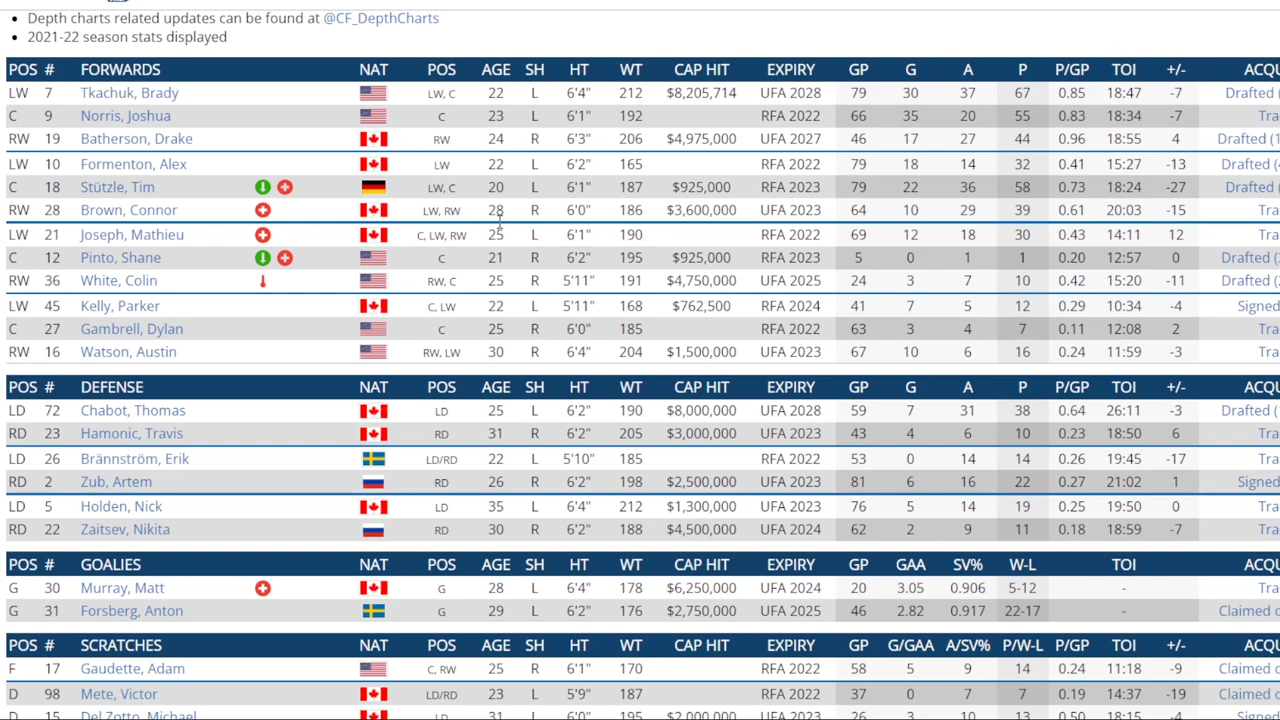 Depth charts related updates can be found at @CF_DepthCharts
2021-22 season stats displayed
POS # FORWARDS NAT POS AGE SH HT WT CAP HIT EXPIRY GP G A P P/GP TOI +/- ACQU
LW 7 Tkachuk, Brady LW, C 22 L 6'4" 212 $8,205,714 UFA 2028 79 30 37 67 0.85 18:47 -7 Drafted (
C 9 Norris, Joshua C 23 L 6'1" 192 RFA 2022 66 35 20 55 0.83 18:34 -7 Tra
RW 19 Batherson, Drake RW 24 R 6'3" 206 $4,975,000 UFA 2027 46 17 27 44 0.96 18:55 4 Drafted (1
LW 10 Formenton, Alex LW 22 L 6'2" 165 RFA 2022 79 18 14 32 0.41 15:27 -13 Drafted (4
C 18 Stützle, Tim LW, C 20 L 6'1" 187 $925,000 RFA 2023 79 22 36 58 0.73 18:24 -27 Drafted (
RW 28 Brown, Connor LW, RW 28 R 6'0" 186 $3,600,000 UFA 2023 64 10 29 39 0.61 20:03 -15 Tra
LW 21 Joseph, Mathieu C, LW, RW 25 L 6'1" 190 RFA 2022 69 12 18 30 0.43 14:11 12 Tra
C 12 Pinto, Shane C 21 R 6'2" 195 $925,000 RFA 2023 5 0 1 1 0.20 12:57 0 Drafted (3
RW 36 White, Colin RW, C 25 R 5'11" 195 $4,750,000 UFA 2025 24 3 7 10 0.42 15:20 -11 Drafted (2
LW 45 Kelly, Parker C, LW 22 L 5'11" 168 $762,500 RFA 2024 41 7 5 12 0.29 10:34 -4 Signed
C 27 Gambrell, Dylan C 25 R 6'0" 185 RFA 2022 63 3 4 7 0.11 12:08 2 Tra
RW 16 Watson, Austin RW, LW 30 R 6'4" 204 $1,500,000 UFA 2023 67 10 6 16 0.24 11:59 -3 Tra
POS # DEFENSE NAT POS AGE SH HT WT CAP HIT EXPIRY GP G A P P/GP TOI +/- ACQU
LD 72 Chabot, Thomas LD 25 L 6'2" 190 $8,000,000 UFA 2028 59 7 31 38 0.64 26:11 -3 Drafted (1
RD 23 Hamonic, Travis RD 31 R 6'2" 205 $3,000,000 UFA 2023 43 4 6 10 0.23 18:50 6 Tra
LD 26 Brännström, Erik LD/RD 22 L 5'10" 185 RFA 2022 53 0 14 14 0.26 19:45 -17 Tra
RD 2 Zub, Artem RD 26 R 6'2" 198 $2,500,000 UFA 2023 81 6 16 22 0.27 21:02 1 Signed
LD 5 Holden, Nick LD 35 L 6'4" 212 $1,300,000 UFA 2023 76 5 14 19 0.25 19:50 0 Tra
RD 22 Zaitsev, Nikita RD 30 R 6'2" 188 $4,500,000 UFA 2024 62 2 9 11 0.18 18:59 -7 Tra
POS # GOALIES NAT POS AGE SH HT WT CAP HIT EXPIRY GP GAA SV% W-L TOI ACQU
G 30 Murray, Matt G 28 L 6'4" 178 $6,250,000 UFA 2024 20 3.05 0.906 5-12 - Tra
G 31 Forsberg, Anton G 29 L 6'2" 176 $2,750,000 UFA 2025 46 2.82 0.917 22-17 - Claimed o
POS # SCRATCHES NAT POS AGE SH HT WT CAP HIT EXPIRY GP G/GAA A/SV% P/W-L P/GP TOI +/- ACQU
F 17 Gaudette, Adam C, RW 25 R 6'1" 170 RFA 2022 58 5 9 14 0.24 11:18 -9 Claimed o
D 98 Mete, Victor LD/RD 23 L 5'9" 187 RFA 2022 37 0 7 7 0.19 14:37 -19 Claimed o
D 15 Del Zotto, Michael LD 31 L 6'0" 195 $2,000,000 UFA 2023 26 3 10 13 0.50 18:15 -4 Signed